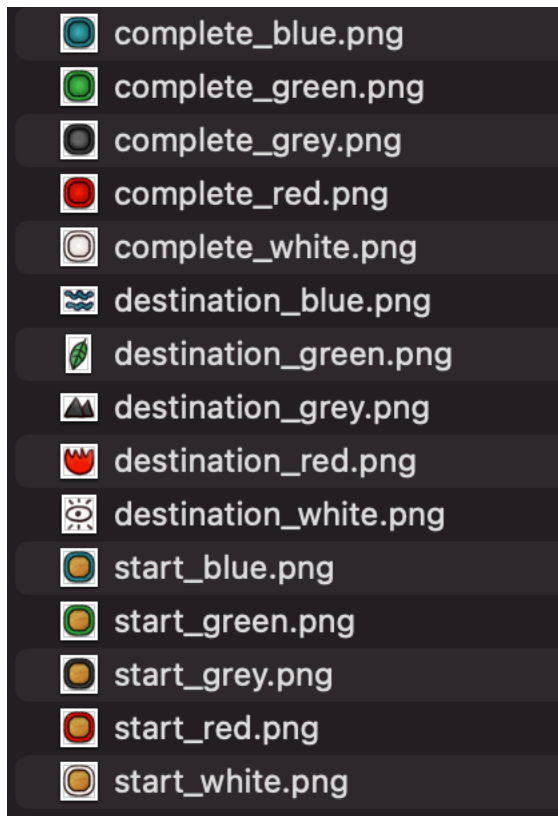 complete_blue.png
complete_green.png
complete_grey.png
complete_red.png
complete_white.png
destination_blue.png
destination_green.png
destination_grey.png
destination_red.png
destination_white.png
start_blue.png
start_green.png
start_grey.png
start_red.png
start_white.png